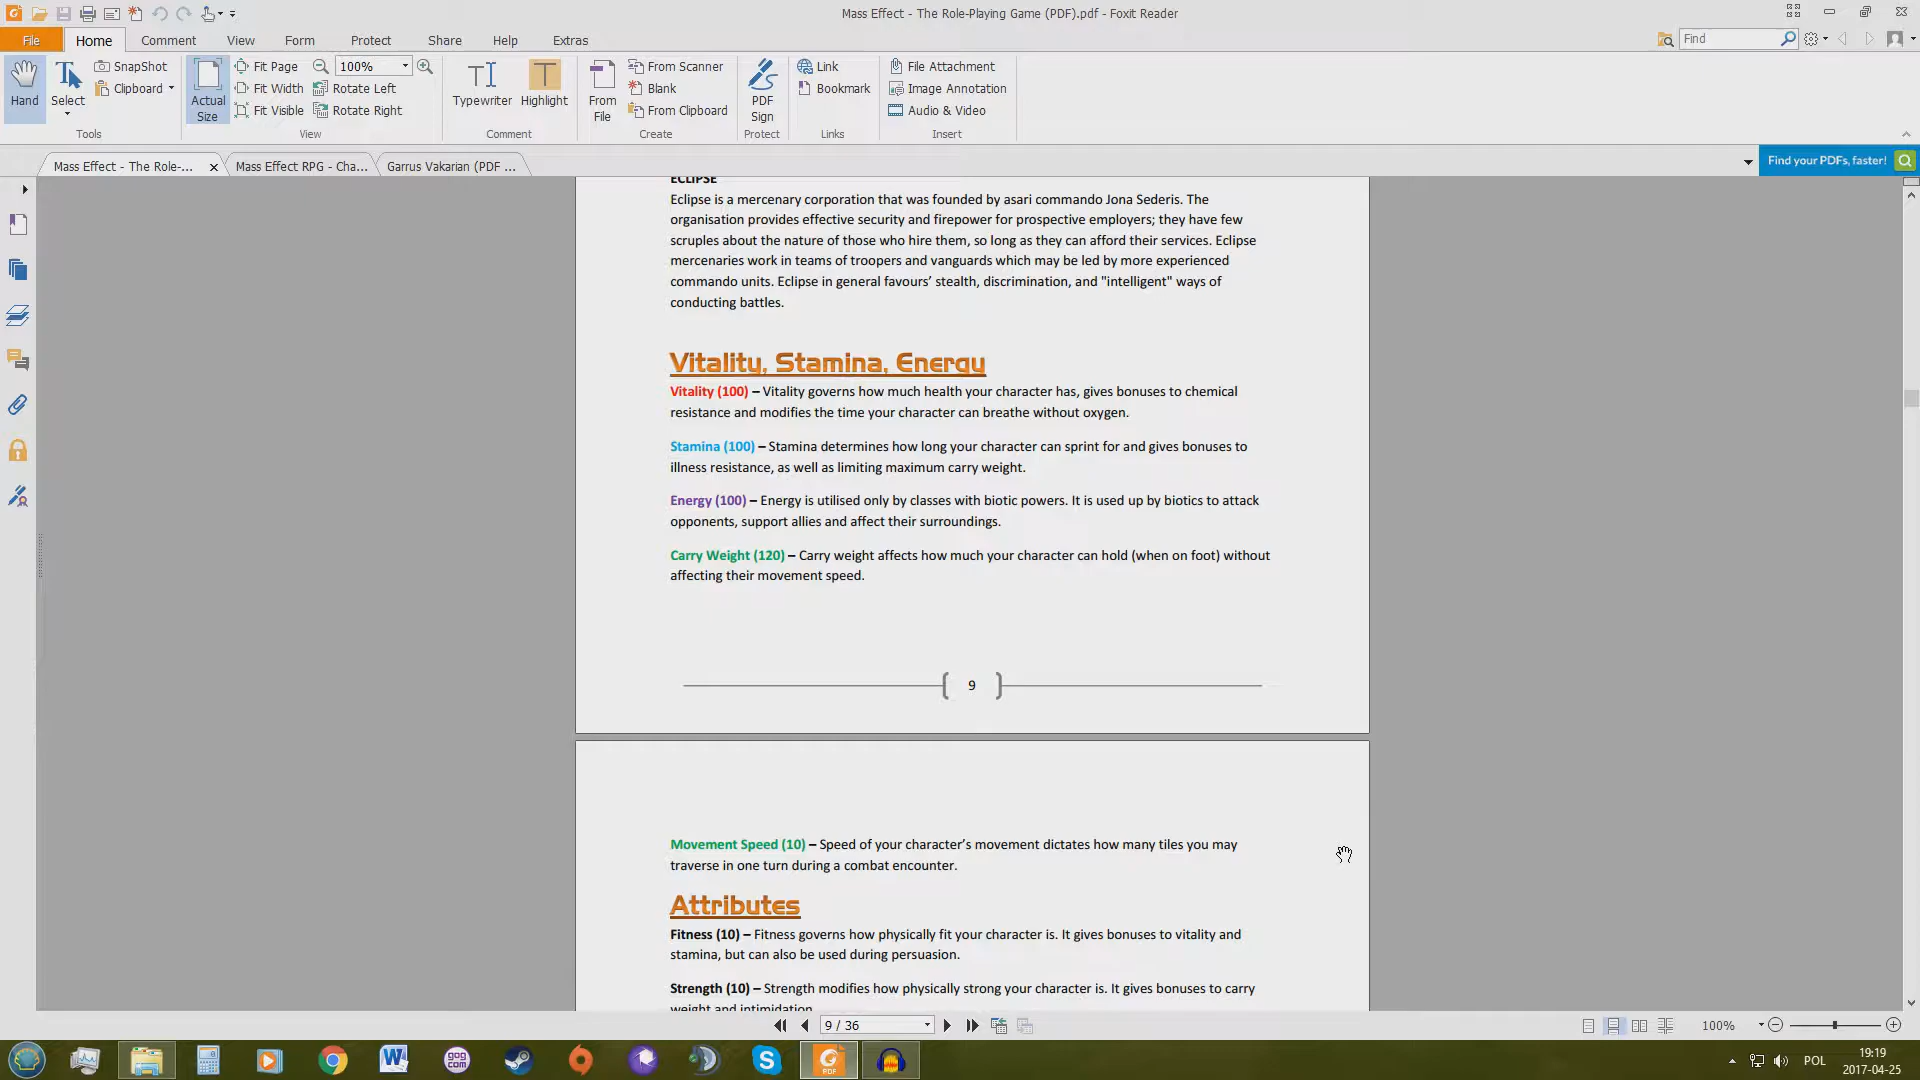 Mass Effect - The Role-Playing Game (PDF).pdf - Foxit Reader
File Home Comment View Form Protect Share Help Extras
Find
Hand
Select
SnapShot
Clipboard
Tools
Actual
Size
Fit Page
Fit Width
Fit Visible
100%
Rotate Left
Rotate Right
View
Typewriter
Highlight
Comment
From
File
From Scanner
Blank
From Clipboard
Create
PDF
Sign
Protect
Link
Bookmark
Links
File Attachment
Image Annotation
Audio & Video
Insert
Mass Effect - The Role-... Mass Effect RPG - Cha... Garrus Vakarian (PDF ...
Find your PDFs, faster!
ECLIPSE
Eclipse is a mercenary corporation that was founded by asari commando Jona Sederis. The
organisation provides effective security and firepower for prospective employers; they have few
scruples about the nature of those who hire them, so long as they can afford their services. Eclipse
mercenaries work in teams of troopers and vanguards which may be led by more experienced
commando units. Eclipse in general favours’ stealth, discrimination, and "intelligent" ways of
conducting battles.
Vitality, Stamina, Energy
Vitality (100) – Vitality governs how much health your character has, gives bonuses to chemical
resistance and modifies the time your character can breathe without oxygen.
Stamina (100) – Stamina determines how long your character can sprint for and gives bonuses to
illness resistance, as well as limiting maximum carry weight.
Energy (100) – Energy is utilised only by classes with biotic powers. It is used up by biotics to attack
opponents, support allies and affect their surroundings.
Carry Weight (120) – Carry weight affects how much your character can hold (when on foot) without
affecting their movement speed.
9
Movement Speed (10) – Speed of your character’s movement dictates how many tiles you may
traverse in one turn during a combat encounter.
Attributes
Fitness (10) – Fitness governs how physically fit your character is. It gives bonuses to vitality and
stamina, but can also be used during persuasion.
Strength (10) – Strength modifies how physically strong your character is. It gives bonuses to carry
weight and intimidation
9 / 36
100%
gog
com
PDF
POL
19:19
2017-04-25